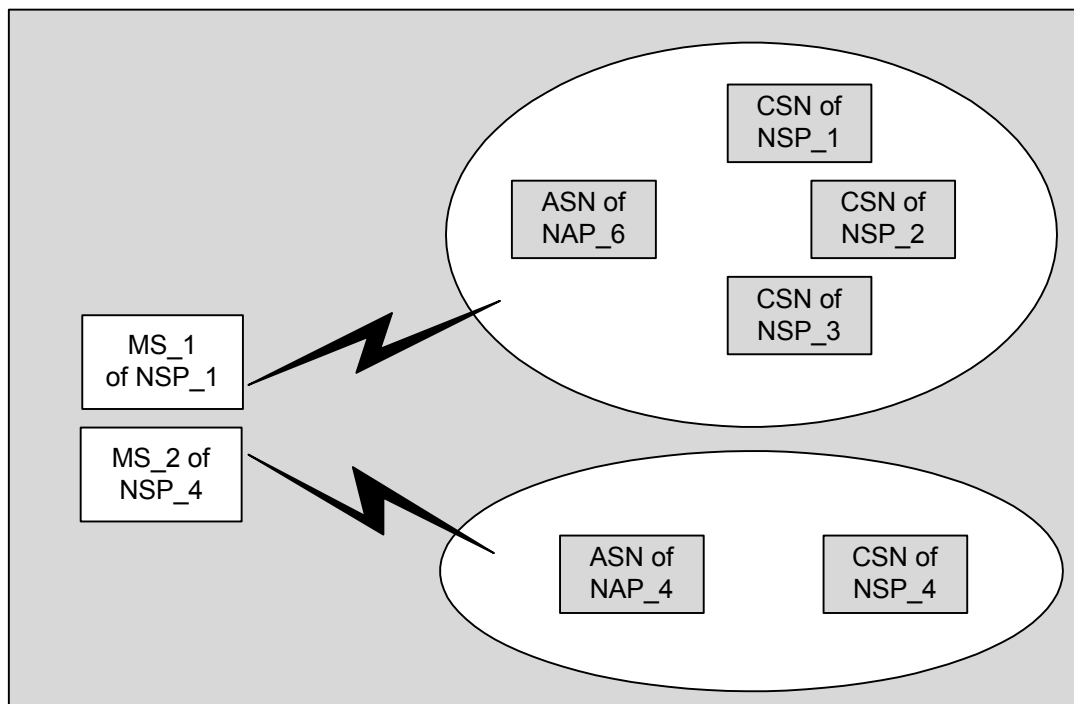 CSN of
NSP_1
ASN of
NAP_6
CSN of
NSP_2
CSN of
NSP_3
MS_1
of NSP_1
MS_2 of
NSP_4
ASN of
NAP_4
CSN of
NSP_4